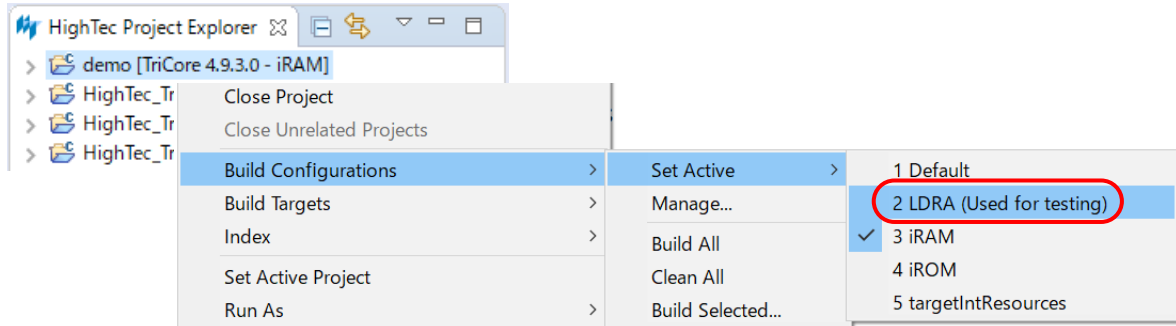 HighTec Project Explorer
demo [TriCore 4.9.3.0 - iRAM]
HighTec_Tr
HighTec_Tr
HighTec_Tr
Close Project
Close Unrelated Projects
Build Configurations
Build Targets
Index
Set Active Project
Run As
Set Active
Manage...
Build All
Clean All
Build Selected...
1 Default
2 LDRA (Used for testing)
3 iRAM
4 iROM
5 targetIntResources